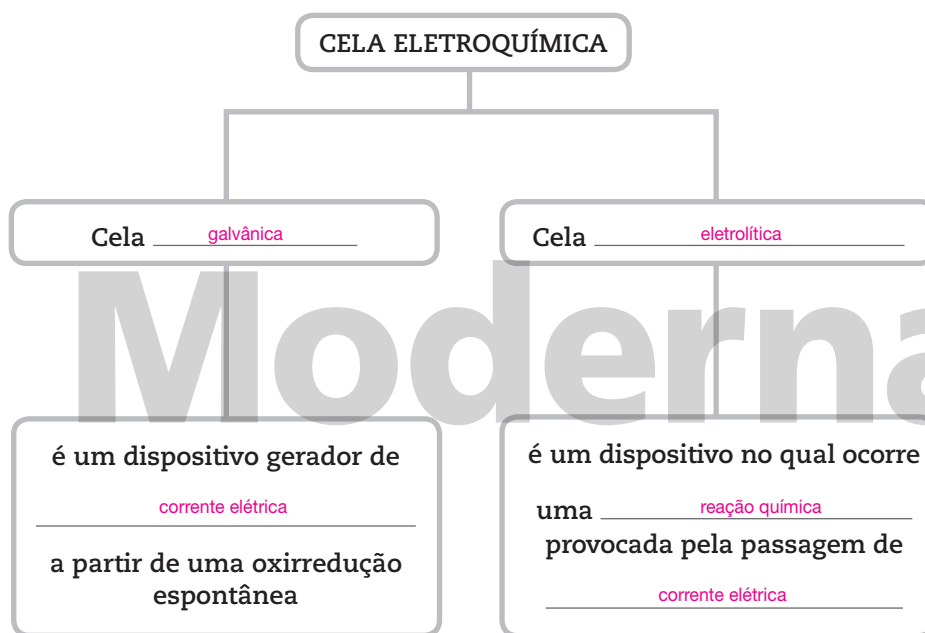 CELA ELETROQUÍMICA
Cela galvânica
Cela eletrolítica
Moderna
é um dispositivo gerador de
corrente elétrica
a partir de uma oxirredução
espontânea
é um dispositivo no qual ocorre
uma reação química
provocada pela passagem de
corrente elétrica